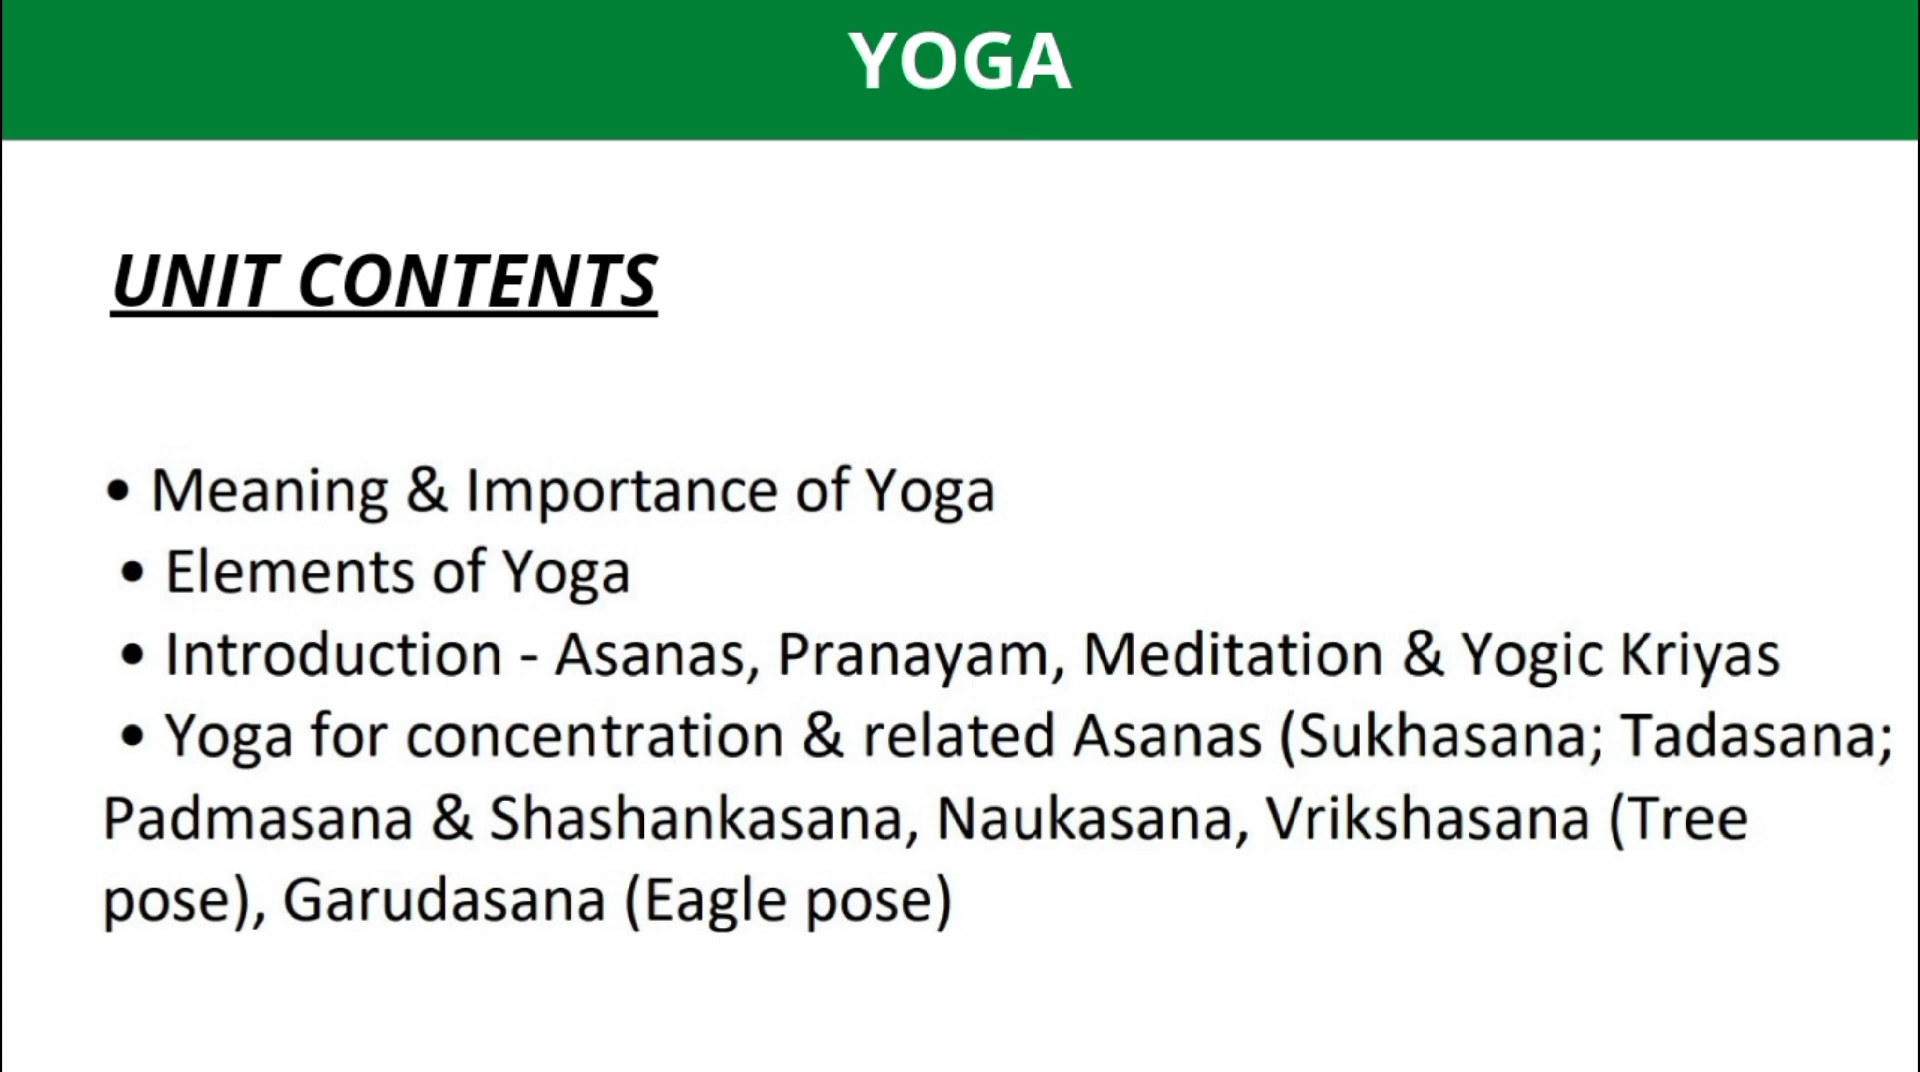 YOGA
UNIT CONTENTS
• Meaning & Importance of Yoga
• Elements of Yoga
• Introduction - Asanas, Pranayam, Meditation & Yogic Kriyas
• Yoga for concentration & related Asanas (Sukhasana; Tadasana;
Padmasana & Shashankasana, Naukasana, Vrikshasana (Tree
pose), Garudasana (Eagle pose)